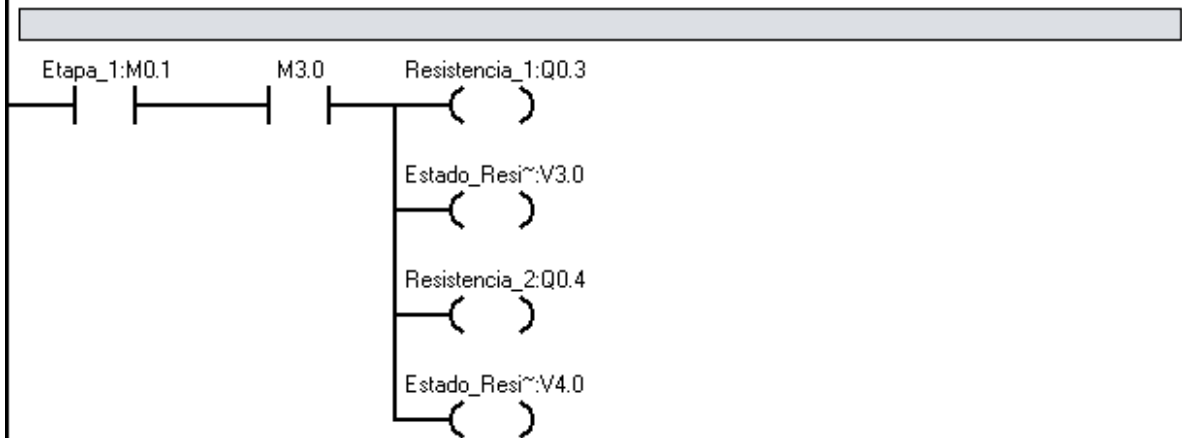 Etapa_1:M0.1 M3.0 Resistencia_1:Q0.3
Estado_Resi~:V3.0
Resistencia_2:Q0.4
Estado_Resi~:V4.0